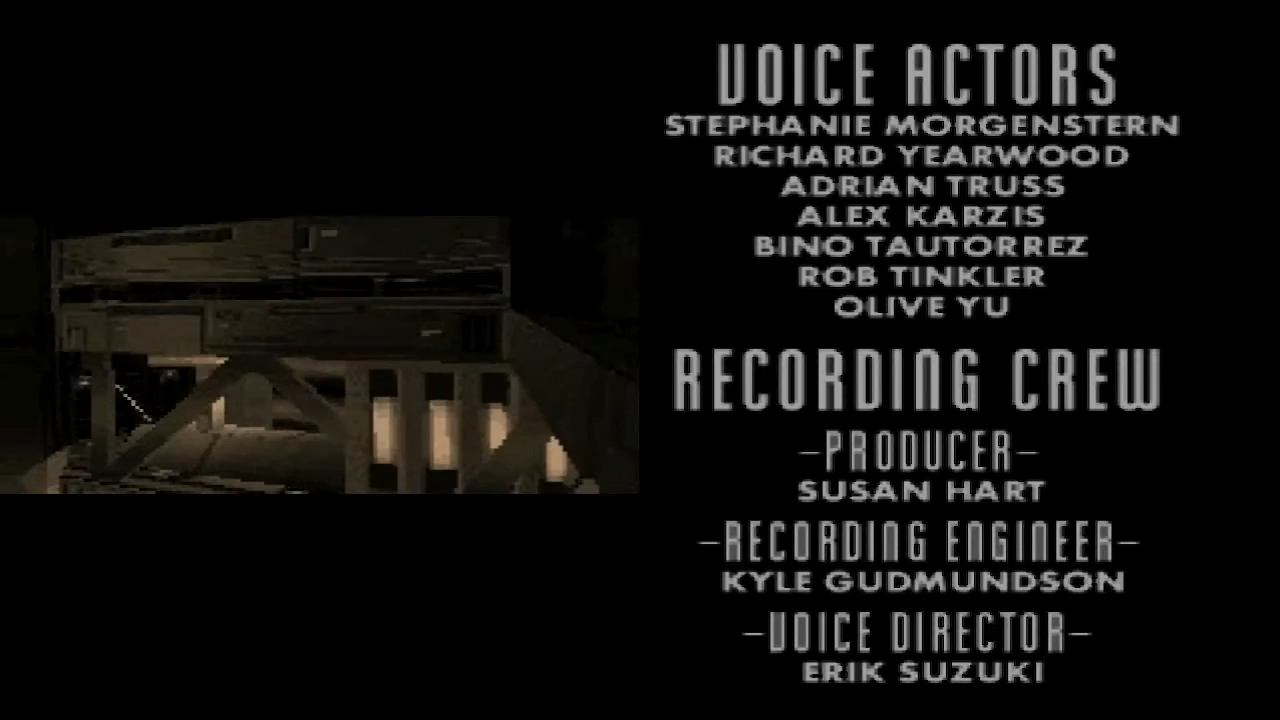 VOICE ACTORS
STEPHANIE MORGENSTERN
RICHARD YEARWOOD
ADRIAN TRUSS
ALEX KARZIS
BINO TAUTORREZ
ROB TINKLER
OLIVE YU
RECORDING CREW
–PRODUCER–
SUSAN HART
–RECORDING ENGINEER–
KYLE GUDMUNDSON
–VOICE DIRECTOR–
ERIK SUZUKI